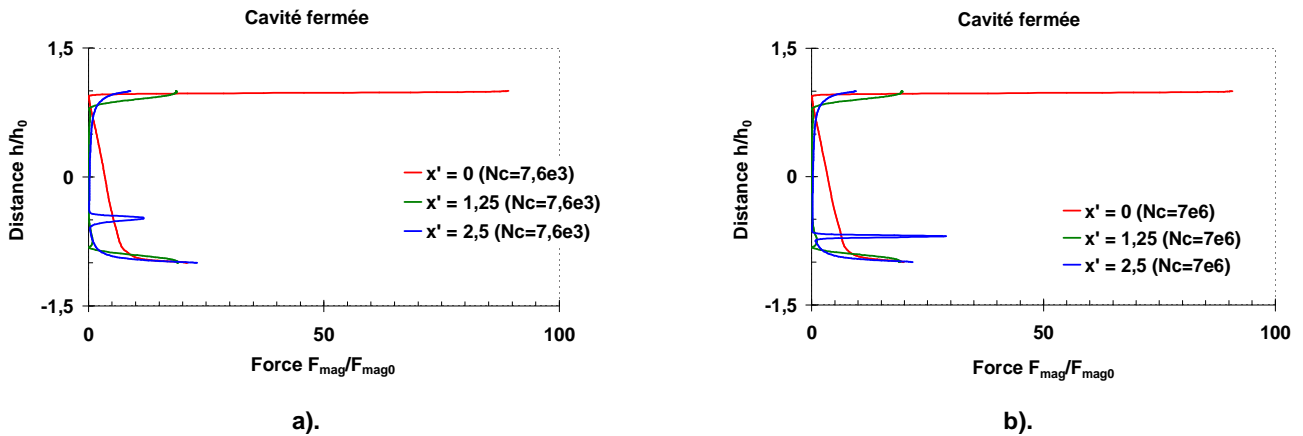 Cavité fermée
1,5
0
-1,5
Distance h/h0
0
50
100
Force Fmag/Fmag0
x' = 0 (Nc=7,6e3)
x' = 1,25 (Nc=7,6e3)
x' = 2,5 (Nc=7,6e3)
a).
Cavité fermée
1,5
0
-1,5
Distance h/h0
0
50
100
Force Fmag/Fmag0
x' = 0 (Nc=7e6)
x' = 1,25 (Nc=7e6)
x' = 2,5 (Nc=7e6)
b).